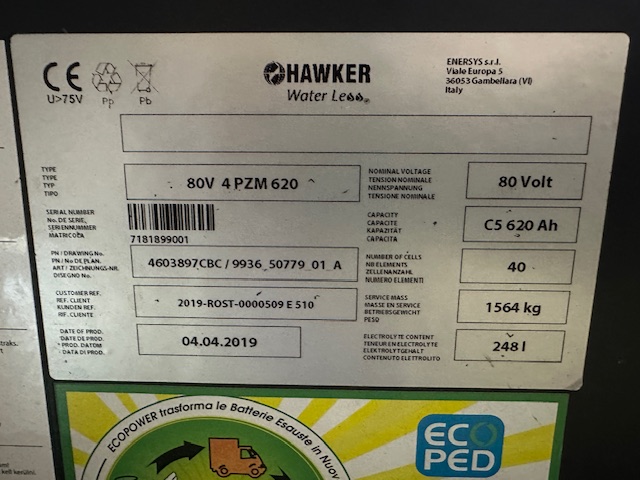 CE
U>75V
Pp
Pb
HAWKER
Water Less®
ENERSYS s.r.l.
Viale Europa 5
36053 Gambellara (VI)
Italy
TYPE
TYPE
TYP
TIPO
80V 4 PZM 620
NOMINAL VOLTAGE
TENSION NOMINALE
NENNSPANNUNG
TENSIONE NOMINALE
80 Volt
SERIAL NUMBER
No. DE SERIE,
SERIENNUMMER
MATRICOLA
7181899001
CAPACITY
CAPACITE
KAPAZITÄT
CAPACITA
C5 620 Ah
PN / DRAWING No.
PN / No DE PLAN.
ART / ZEICHNUNGS-NR.
DISEGNO No.
4603897CBC / 9936_50779_01_A
NUMBER OF CELLS
NB ELEMENTS
ZELLENANZAHL
NUMERO ELEMENTI
40
CUSTOMER REF.
REF. CLIENT
KUNDEN REF.
RIF. CLIENTE
2019-ROST-0000509 E 510
SERVICE MASS
MASSE EN SERVICE
BETRIEBSGEWICHT
PESO
1564 kg
DATE OF PROD.
DATE DE PROD.
PROD. DATUM
DATA DI PROD.
04.04.2019
ELECTROLYTE CONTENT
TENEUR EN ELECTROLYTE
ELEKTROLYTGEHALT
CONTENUTO ELETTROLITO
248 l
traks.
ECOPOWER trasforma le Batterie Esauste in Nuov
ECO
PED